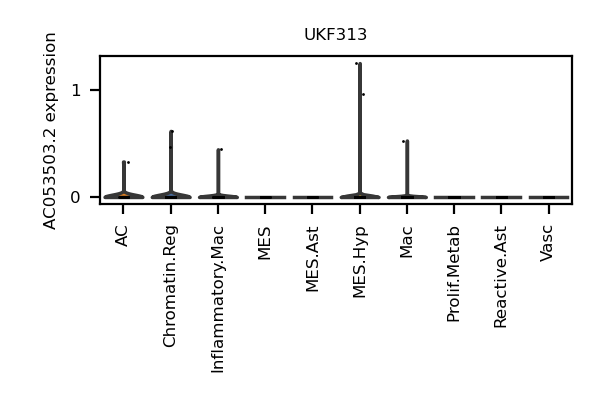 UKF313
AC053503.2 expression
1
0
AC
Chromatin.Reg
Inflammatory.Mac
MES
MES.Ast
MES.Hyp
Mac
Prolif.Metab
Reactive.Ast
Vasc